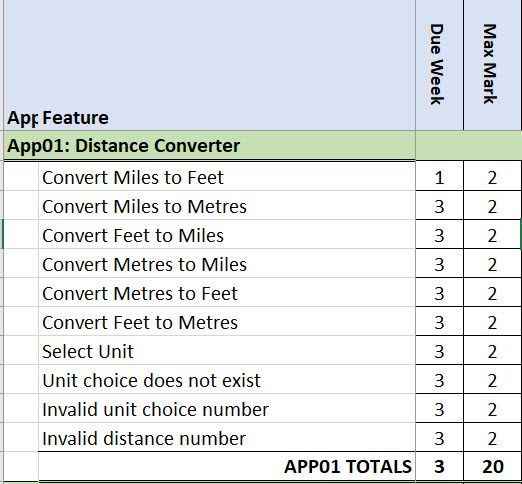 Due Week
Max Mark
App Feature
App01: Distance Converter
Convert Miles to Feet 1 2
Convert Miles to Metres 3 2
Convert Feet to Miles 3 2
Convert Metres to Miles 3 2
Convert Metres to Feet 3 2
Convert Feet to Metres 3 2
Select Unit 3 2
Unit choice does not exist 3 2
Invalid unit choice number 3 2
Invalid distance number 3 2
APP01 TOTALS 3 20